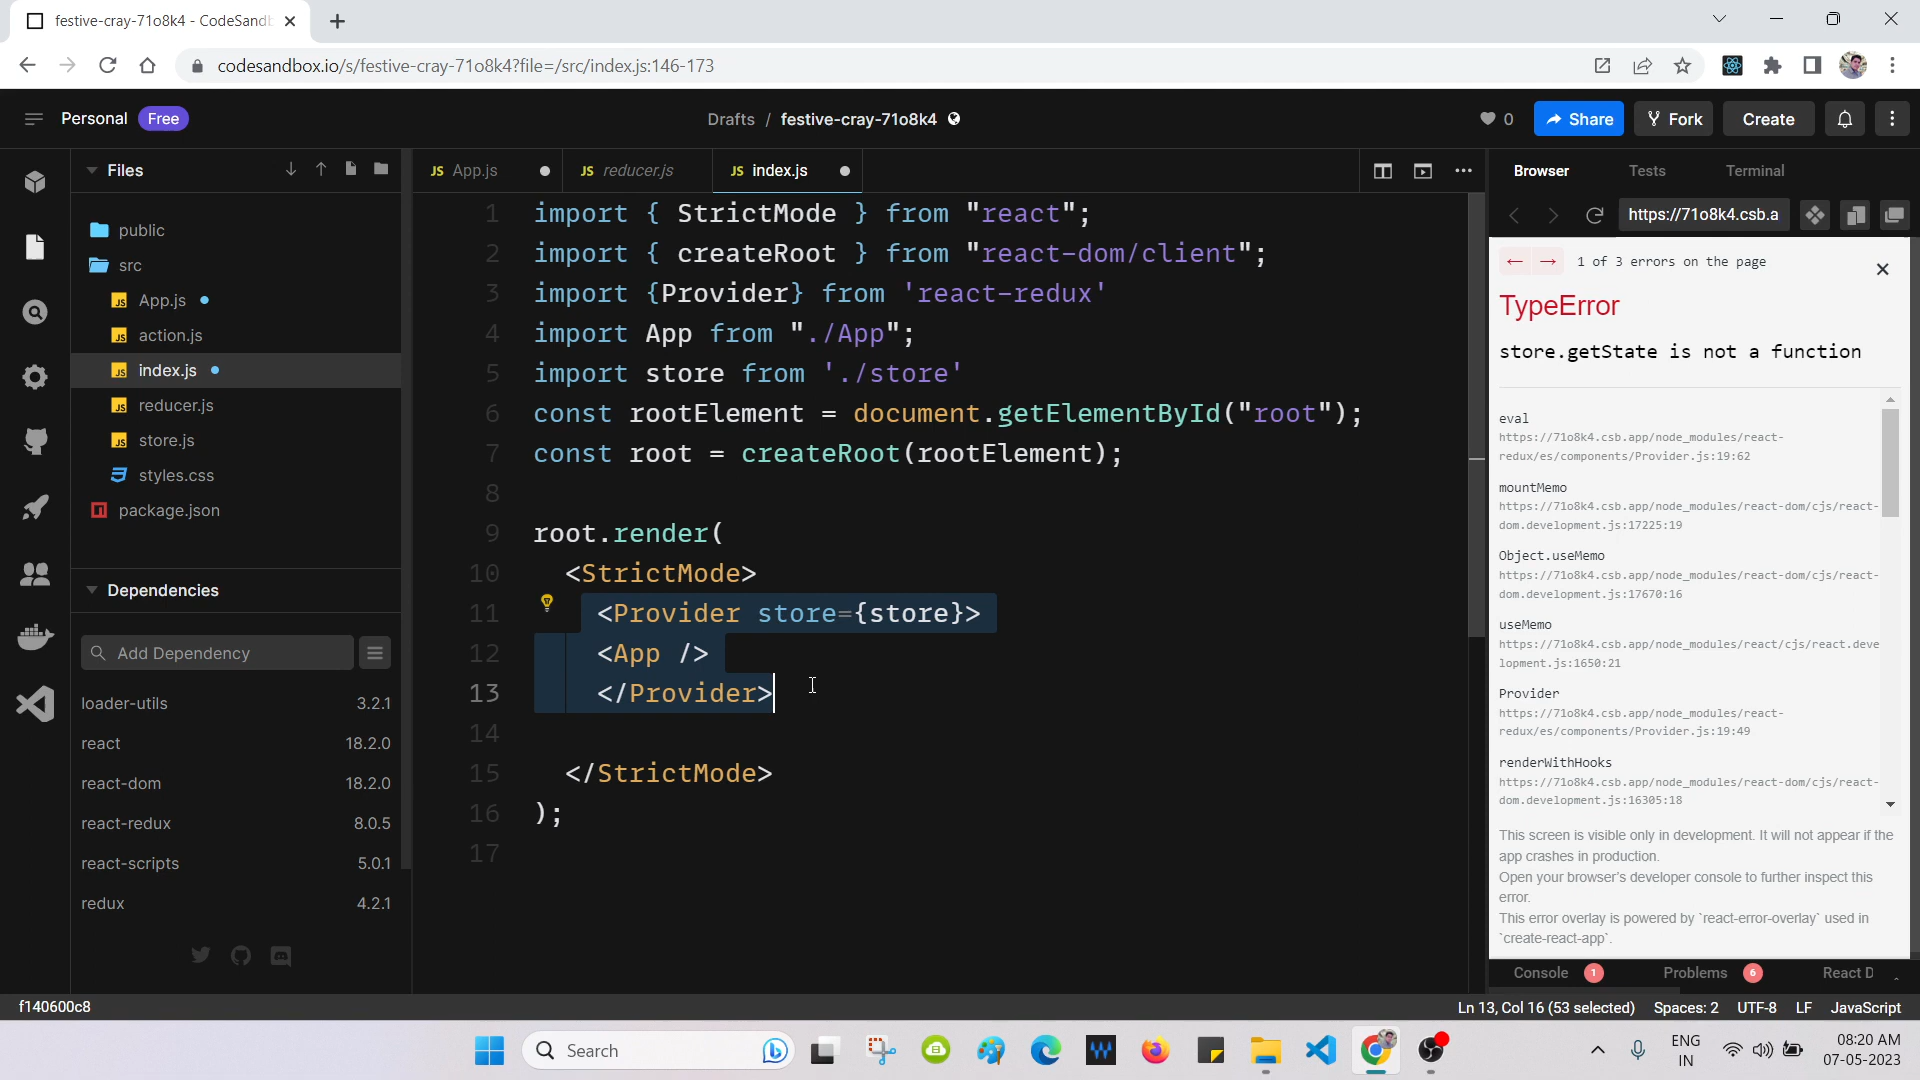 festive-cray-71o8k4 - CodeSandb
codesandbox.io/s/festive-cray-71o8k4?file=/src/index.js:146-173
Personal Free
Drafts / festive-cray-71o8k4
0
Share
Fork
Create
Files
public
src
JS App.js
JS action.js
JS index.js
JS reducer.js
JS store.js
styles.css
package.json
Dependencies
Add Dependency
loader-utils 3.2.1
react 18.2.0
react-dom 18.2.0
react-redux 8.0.5
react-scripts 5.0.1
redux 4.2.1
JS App.js
JS reducer.js
JS index.js
1 import { StrictMode } from "react";
2 import { createRoot } from "react-dom/client";
3 import {Provider} from 'react-redux'
4 import App from "./App";
5 import store from './store'
6 const rootElement = document.getElementById("root");
7 const root = createRoot(rootElement);
8
9 root.render(
10 <StrictMode>
11 <Provider store={store}>
12 <App />
13 </Provider>
14
15 </StrictMode>
16 );
17
Browser Tests Terminal
https://71o8k4.csb.a
← → 1 of 3 errors on the page
TypeError
store.getState is not a function
eval
https://71o8k4.csb.app/node_modules/react-
redux/es/components/Provider.js:19:62
mountMemo
https://71o8k4.csb.app/node_modules/react-dom/cjs/react-
dom.development.js:17225:19
Object.useMemo
https://71o8k4.csb.app/node_modules/react-dom/cjs/react-
dom.development.js:17670:16
useMemo
https://71o8k4.csb.app/node_modules/react/cjs/react.deve
lopment.js:1650:21
Provider
https://71o8k4.csb.app/node_modules/react-
redux/es/components/Provider.js:19:49
renderWithHooks
https://71o8k4.csb.app/node_modules/react-dom/cjs/react-
dom.development.js:16305:18
This screen is visible only in development. It will not appear if the
app crashes in production.
Open your browser's developer console to further inspect this
error.
This error overlay is powered by `react-error-overlay` used in
`create-react-app`.
Console 1 Problems 6 React D
f140600c8
Ln 13, Col 16 (53 selected) Spaces: 2 UTF-8 LF JavaScript
Search
ENG
IN
08:20 AM
07-05-2023